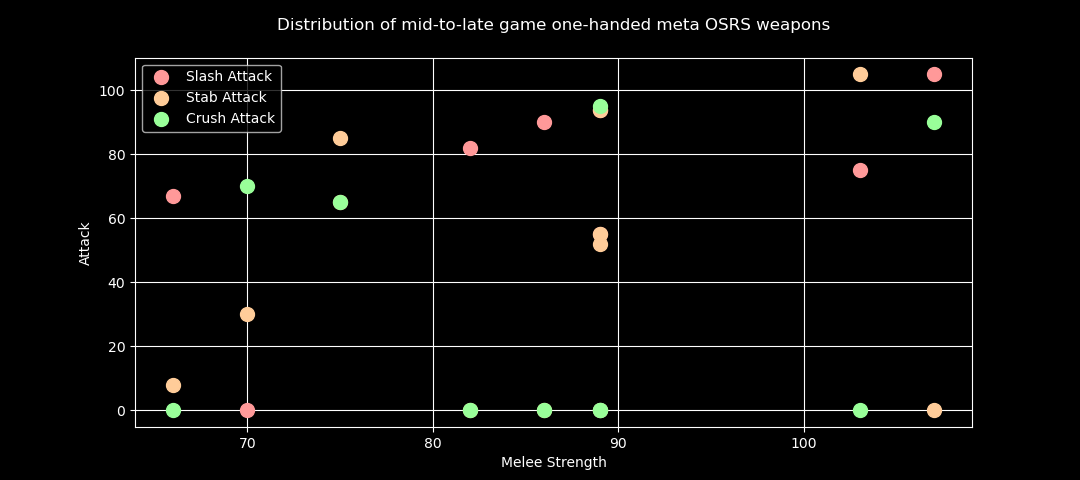 Distribution of mid-to-late game one-handed meta OSRS weapons
Slash Attack
Stab Attack
Crush Attack
100
80
60
40
20
0
Attack
70 80 90 100
Melee Strength